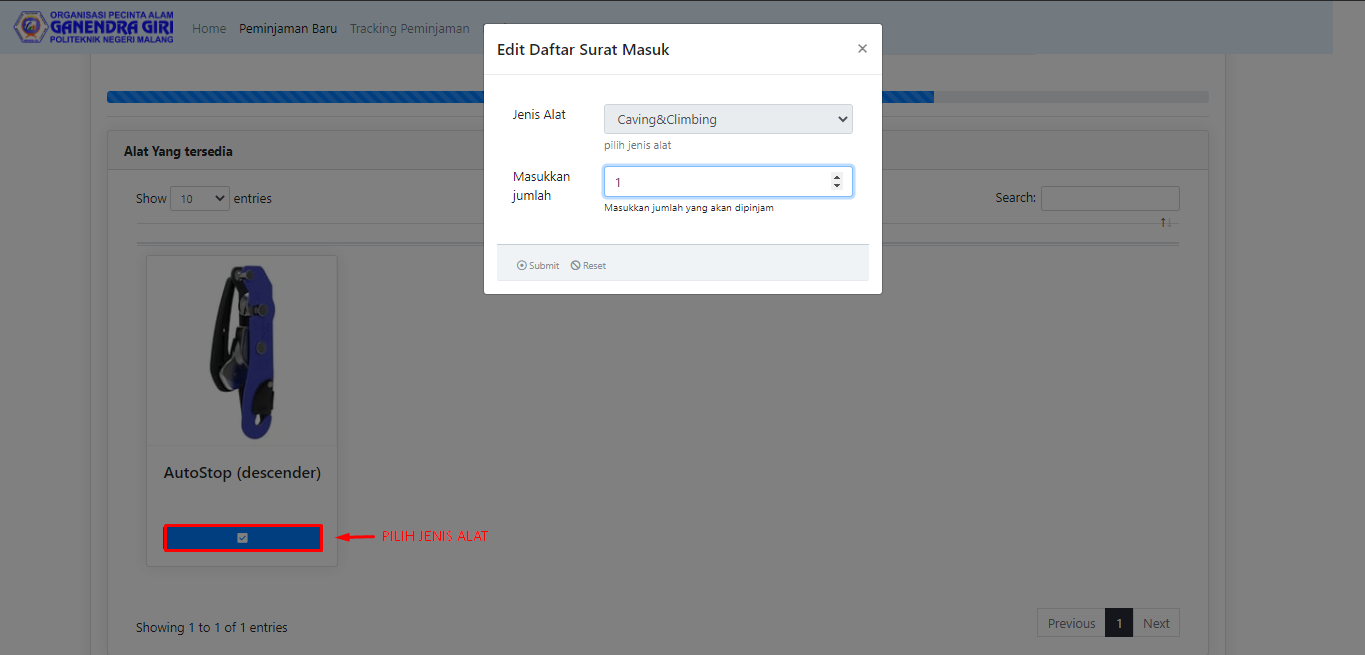 ORGANISASI PECINTA ALAM
GANENDRA GIRI
POLITEKNIK NEGERI MALANG
Home Peminjaman Baru Tracking Peminjaman
Edit Daftar Surat Masuk
×
Jenis Alat
Caving&Climbing
pilih jenis alat
Masukkan jumlah
1
Masukkan jumlah yang akan dipinjam
Submit Reset
Alat Yang tersedia
Show 10 entries
Search:
AutoStop (descender)
PILIH JENIS ALAT
Showing 1 to 1 of 1 entries
Previous 1 Next